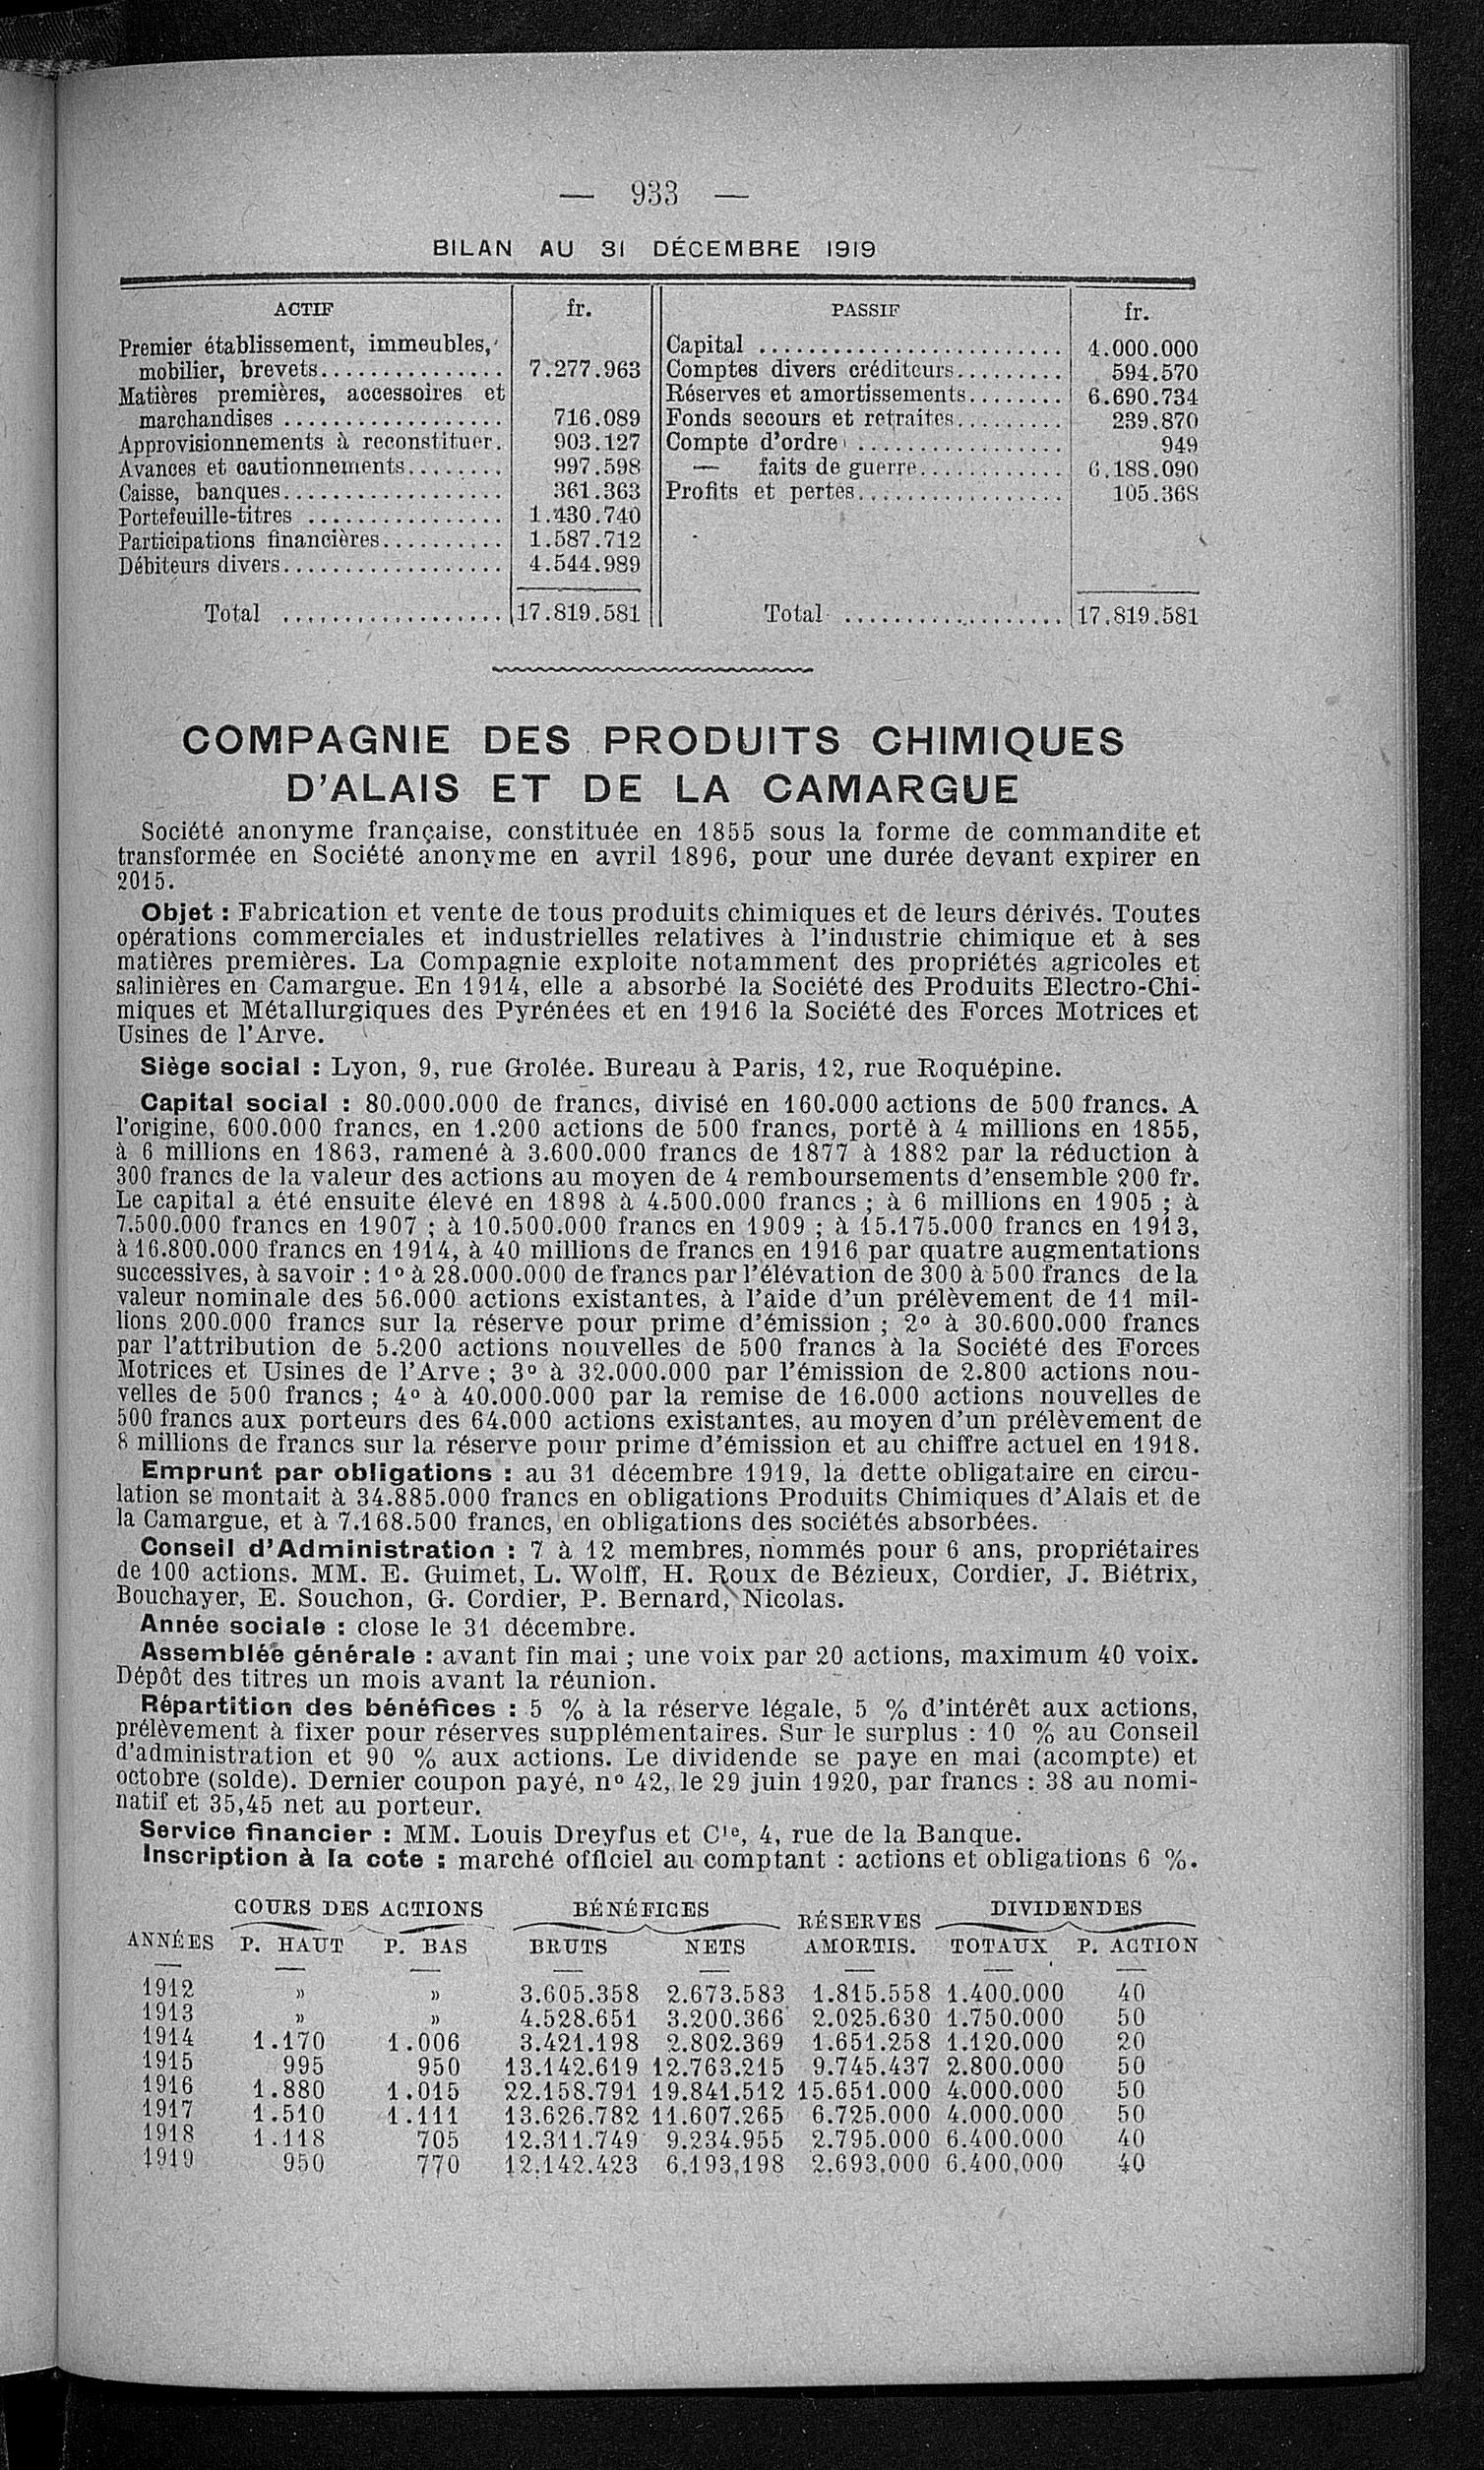 — 933 —
BILAN AU 31 DÉCEMBRE 1919
ACTIF fr. PASSIF fr.
Premier établissement, immeubles, Capital .......................... 4.000.000
mobilier, brevets............... 7.277.963 Comptes divers créditeurs......... 594.570
Matières premières, accessoires et Réserves et amortissements........ 6.690.734
marchandises .................. 716.089 Fonds secours et retraites......... 239.870
Approvisionnements à reconstituer. 903.127 Compte d'ordre ................. 949
Avances et cautionnements........ 997.598 — faits de guerre............ 6.188.090
Caisse, banques.................. 361.363 Profits et pertes................. 105.368
Portefeuille-titres ................ 1.430.740
Participations financières.......... 1.587.712
Débiteurs divers.................. 4.544.989
Total .................. 17.819.581 Total .................. 17.819.581
COMPAGNIE DES PRODUITS CHIMIQUES
D'ALAIS ET DE LA CAMARGUE
Société anonyme française, constituée en 1855 sous la forme de commandite et
transformée en Société anonyme en avril 1896, pour une durée devant expirer en
2015.
Objet : Fabrication et vente de tous produits chimiques et de leurs dérivés. Toutes
opérations commerciales et industrielles relatives à l'industrie chimique et à ses
matières premières. La Compagnie exploite notamment des propriétés agricoles et
salinières en Camargue. En 1914, elle a absorbé la Société des Produits Electro-Chi-
miques et Métallurgiques des Pyrénées et en 1916 la Société des Forces Motrices et
Usines de l'Arve.
Siège social : Lyon, 9, rue Grolée. Bureau à Paris, 12, rue Roquépine.
Capital social : 80.000.000 de francs, divisé en 160.000 actions de 500 francs. A
l'origine, 600.000 francs, en 1.200 actions de 500 francs, porté à 4 millions en 1855,
à 6 millions en 1863, ramené à 3.600.000 francs de 1877 à 1882 par la réduction à
300 francs de la valeur des actions au moyen de 4 remboursements d'ensemble 200 fr.
Le capital a été ensuite élevé en 1898 à 4.500.000 francs ; à 6 millions en 1905 ; à
7.500.000 francs en 1907 ; à 10.500.000 francs en 1909 ; à 15.175.000 francs en 1913,
à 16.800.000 francs en 1914, à 40 millions de francs en 1916 par quatre augmentations
successives, à savoir : 1º à 28.000.000 de francs par l'élévation de 300 à 500 francs de la
valeur nominale des 56.000 actions existantes, à l'aide d'un prélèvement de 11 mil-
lions 200.000 francs sur la réserve pour prime d'émission ; 2º à 30.600.000 francs
par l'attribution de 5.200 actions nouvelles de 500 francs à la Société des Forces
Motrices et Usines de l'Arve ; 3º à 32.000.000 par l'émission de 2.800 actions nou-
velles de 500 francs ; 4º à 40.000.000 par la remise de 16.000 actions nouvelles de
500 francs aux porteurs des 64.000 actions existantes, au moyen d'un prélèvement de
8 millions de francs sur la réserve pour prime d'émission et au chiffre actuel en 1918.
Emprunt par obligations : au 31 décembre 1919, la dette obligataire en circu-
lation se montait à 34.885.000 francs en obligations Produits Chimiques d'Alais et de
la Camargue, et à 7.168.500 francs, en obligations des sociétés absorbées.
Conseil d'Administration : 7 à 12 membres, nommés pour 6 ans, propriétaires
de 100 actions. MM. E. Guimet, L. Wolff, H. Roux de Bézieux, Cordier, J. Biétrix,
Bouchayer, E. Souchon, G. Cordier, P. Bernard, Nicolas.
Année sociale : close le 31 décembre.
Assemblée générale : avant fin mai ; une voix par 20 actions, maximum 40 voix.
Dépôt des titres un mois avant la réunion.
Répartition des bénéfices : 5 % à la réserve légale, 5 % d'intérêt aux actions,
prélèvement à fixer pour réserves supplémentaires. Sur le surplus : 10 % au Conseil
d'administration et 90 % aux actions. Le dividende se paye en mai (acompte) et
octobre (solde). Dernier coupon payé, nº 42, le 29 juin 1920, par francs : 38 au nomi-
natif et 35,45 net au porteur.
Service financier : MM. Louis Dreyfus et Cie, 4, rue de la Banque.
Inscription à la cote : marché officiel au comptant : actions et obligations 6 %.
COURS DES ACTIONS BÉNÉFICES RÉSERVES DIVIDENDES
ANNÉES P. HAUT P. BAS BRUTS NETS AMORTIS. TOTAUX P. ACTION
1912 » » 3.605.358 2.673.583 1.815.558 1.400.000 40
1913 » » 4.528.651 3.200.366 2.025.630 1.750.000 50
1914 1.170 1.006 3.421.198 2.802.369 1.651.258 1.120.000 20
1915 995 950 13.142.619 12.763.215 9.745.437 2.800.000 50
1916 1.880 1.015 22.158.791 19.841.512 15.651.000 4.000.000 50
1917 1.510 1.111 13.626.782 11.607.265 6.725.000 4.000.000 50
1918 1.118 705 12.311.749 9.234.955 2.795.000 6.400.000 40
1919 950 770 12.142.423 6.193.198 2.693.000 6.400.000 40